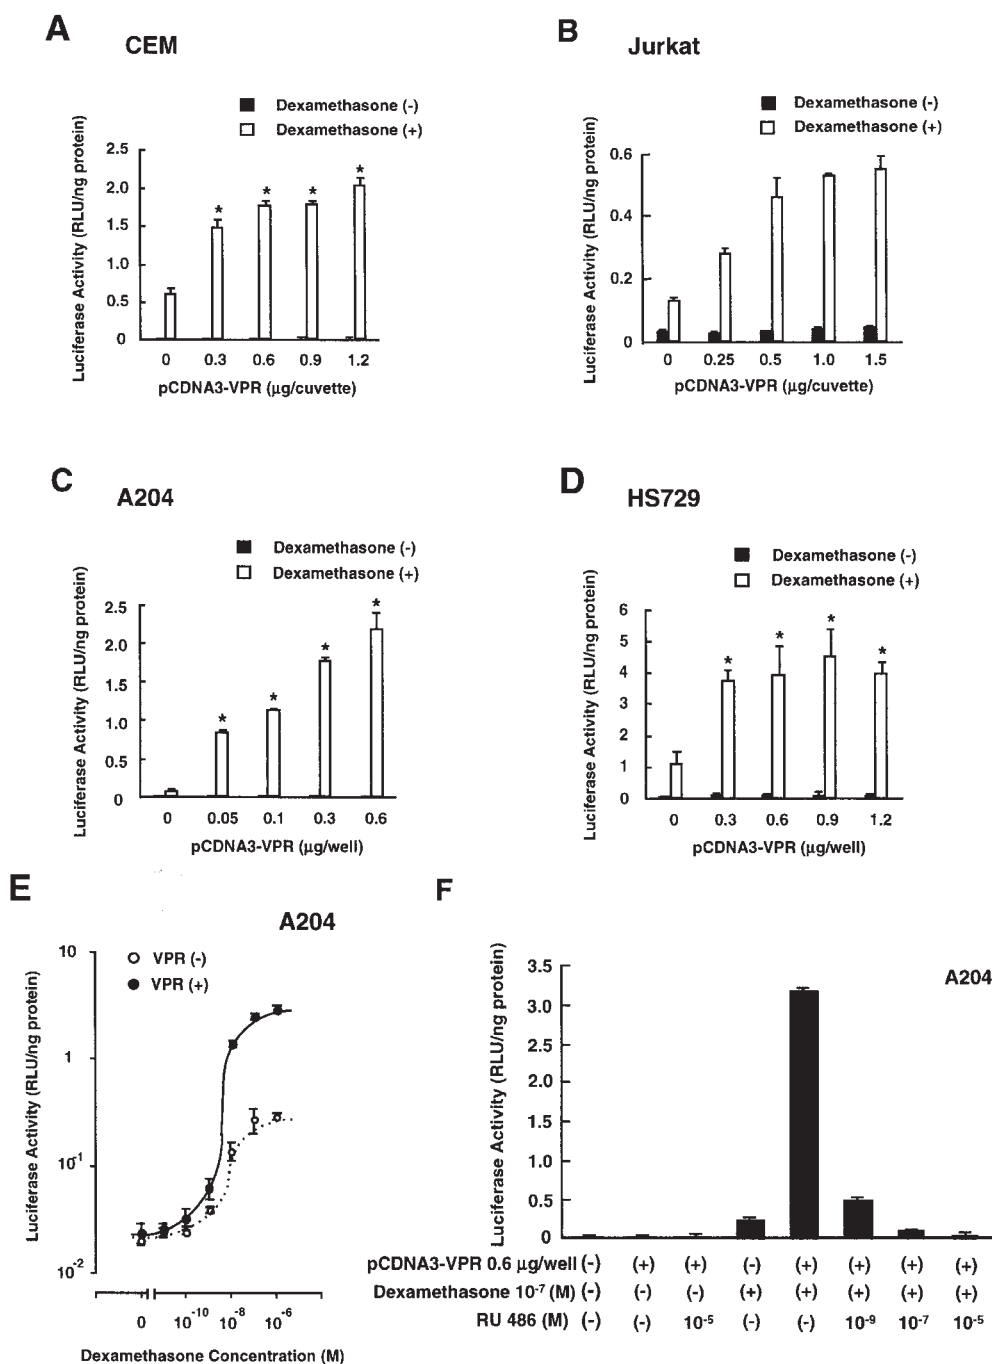 A
CEM
Dexamethasone (-)
Dexamethasone (+)
Luciferase Activity (RLU/ng protein)
2.5
2.0
1.5
1.0
0.5
0
0 0.3 0.6 0.9 1.2
pCDNA3-VPR (μg/cuvette)
* * * *
B
Jurkat
Dexamethasone (-)
Dexamethasone (+)
Luciferase Activity (RLU/ng protein)
0.6
0.4
0.2
0
0 0.25 0.5 1.0 1.5
pCDNA3-VPR (μg/cuvette)
C
A204
Dexamethasone (-)
Dexamethasone (+)
Luciferase Activity (RLU/ng protein)
2.5
2.0
1.5
1.0
0.5
0
* * * *
0 0.05 0.1 0.3 0.6
pCDNA3-VPR (μg/well)
D
HS729
Dexamethasone (-)
Dexamethasone (+)
Luciferase Activity (RLU/ng protein)
6
5
4
3
2
1
0
* * * *
0 0.3 0.6 0.9 1.2
pCDNA3-VPR (μg/well)
E
A204
VPR (-)
VPR (+)
Luciferase Activity (RLU/ng protein)
10
1
10-1
10-2
0 10-10 10-8 10-6
Dexamethasone Concentration (M)
F
A204
Luciferase Activity (RLU/ng protein)
3.5
3.0
2.5
2.0
1.5
1.0
0.5
0
pCDNA3-VPR 0.6 μg/well (-) (+) (+) (-) (+) (+) (+) (+)
Dexamethasone 10-7 (M) (-) (-) (-) (+) (+) (+) (+) (+)
RU 486 (M) (-) (-) 10-5 (-) (-) 10-9 10-7 10-5